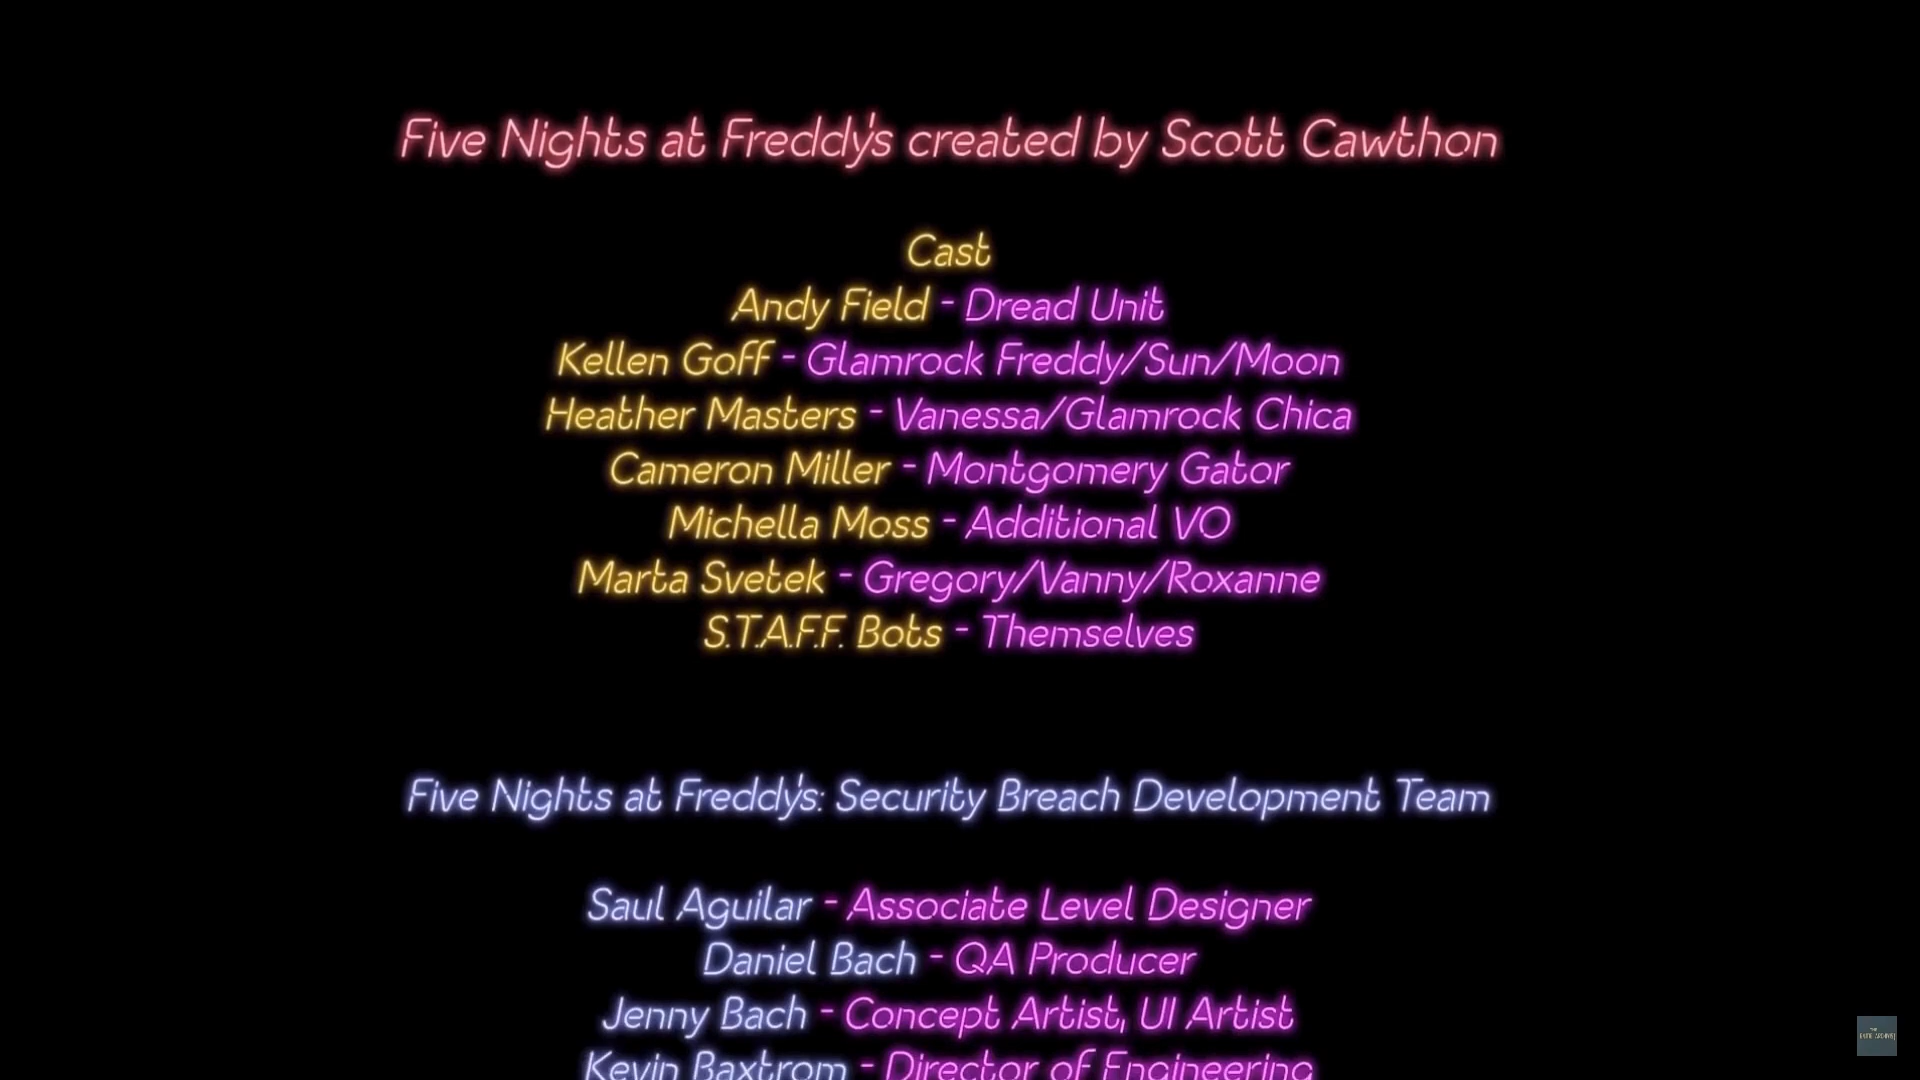 Five Nights at Freddy's created by Scott Cawthon
Cast
Andy Field - Dread Unit
Kellen Goff - Glamrock Freddy/Sun/Moon
Heather Masters - Vanessa/Glamrock Chica
Cameron Miller - Montgomery Gator
Michella Moss - Additional VO
Marta Svetek - Gregory/Vanny/Roxanne
S.T.A.F.F. Bots - Themselves
Five Nights at Freddy's: Security Breach Development Team
Saul Aguilar - Associate Level Designer
Daniel Bach - QA Producer
Jenny Bach - Concept Artist, UI Artist
Kevin Baxtrom - Director of Engineering